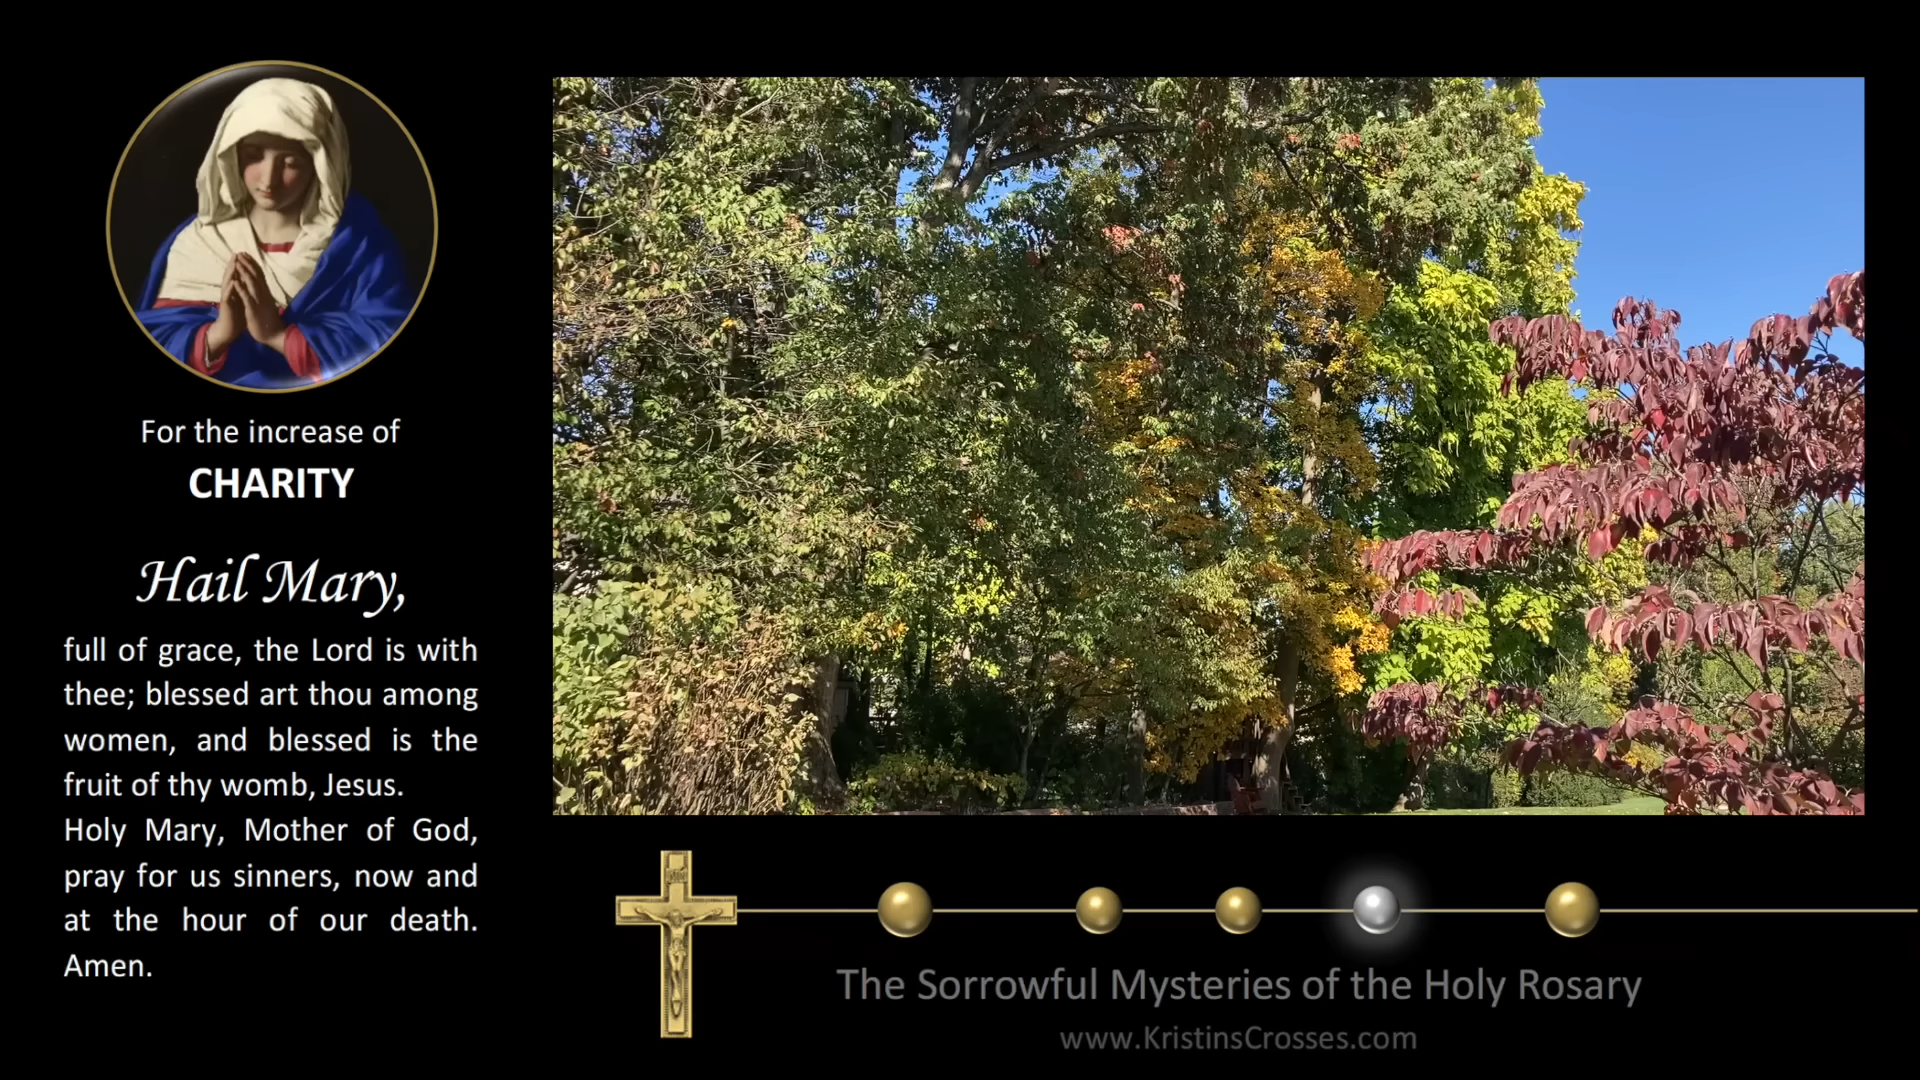 For the increase of
CHARITY
Hail Mary,
full of grace, the Lord is with
thee; blessed art thou among
women, and blessed is the
fruit of thy womb, Jesus.
Holy Mary, Mother of God,
pray for us sinners, now and
at the hour of our death.
Amen.
The Sorrowful Mysteries of the Holy Rosary
www.KristinsCrosses.com